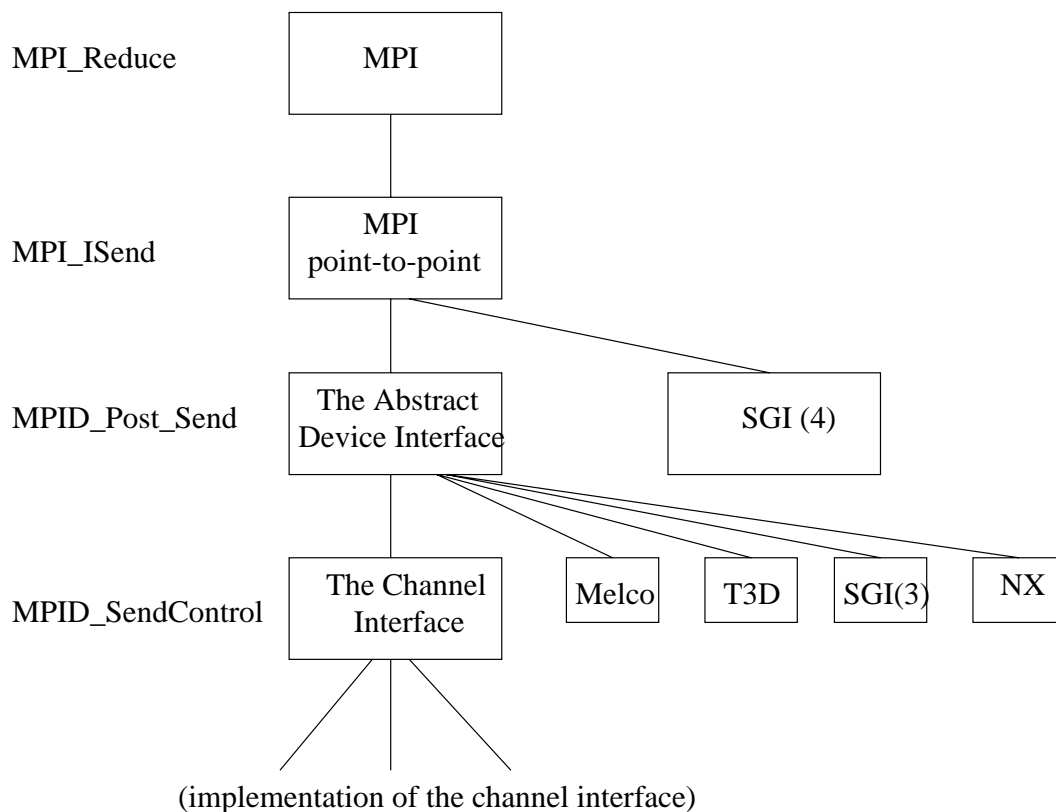 MPI_Reduce
MPI
MPI_ISend
MPI
point-to-point
MPID_Post_Send
The Abstract
Device Interface
SGI (4)
MPID_SendControl
The Channel
Interface
Melco
T3D
SGI(3)
NX
(implementation of the channel interface)